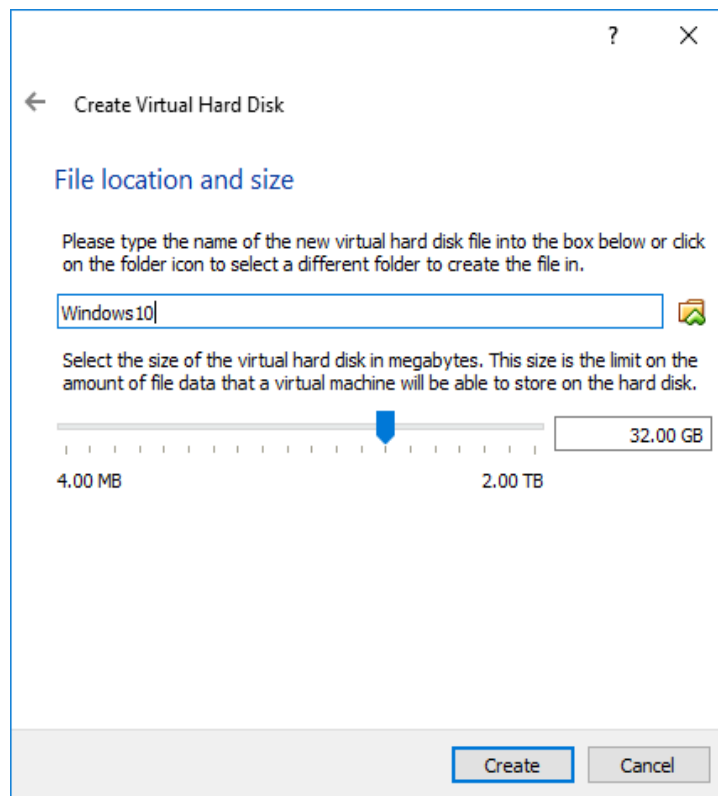 ?
Create Virtual Hard Disk
File location and size
Please type the name of the new virtual hard disk file into the box below or click
on the folder icon to select a different folder to create the file in.
Windows10
Select the size of the virtual hard disk in megabytes. This size is the limit on the
amount of file data that a virtual machine will be able to store on the hard disk.
32.00 GB
4.00 MB 2.00 TB
Create Cancel